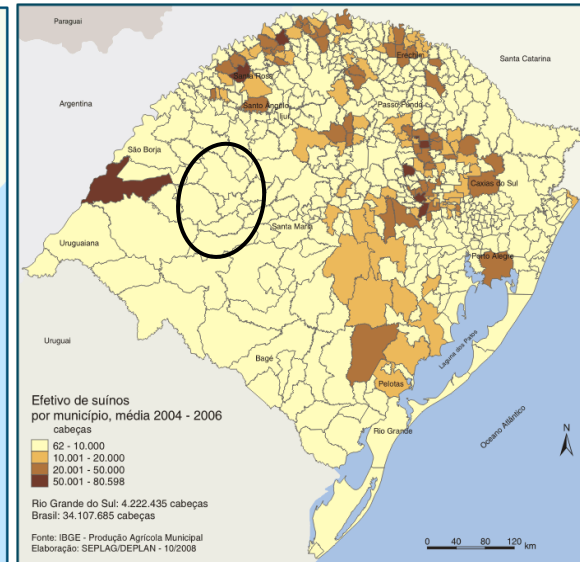 Paraguai
Santa Catarina
Argentina
Erechim
Santa Rosa
Santo Ângelo
Ijuí
Passo Fundo
São Borja
Caxias do Sul
Santa Maria
Uruguaiana
Porto Alegre
Uruguai
Bagé
Laguna dos Patos
Pelotas
Rio Grande
Oceano Atlântico
Efetivo de suínos
por município, média 2004 - 2006
cabeças
62 - 10.000
10.001 - 20.000
20.001 - 50.000
50.001 - 80.598
Rio Grande do Sul: 4.222.435 cabeças
Brasil: 34.107.685 cabeças
Fonte: IBGE - Produção Agrícola Municipal
Elaboração: SEPLAG/DEPLAN - 10/2008
N
0 40 80 120 km